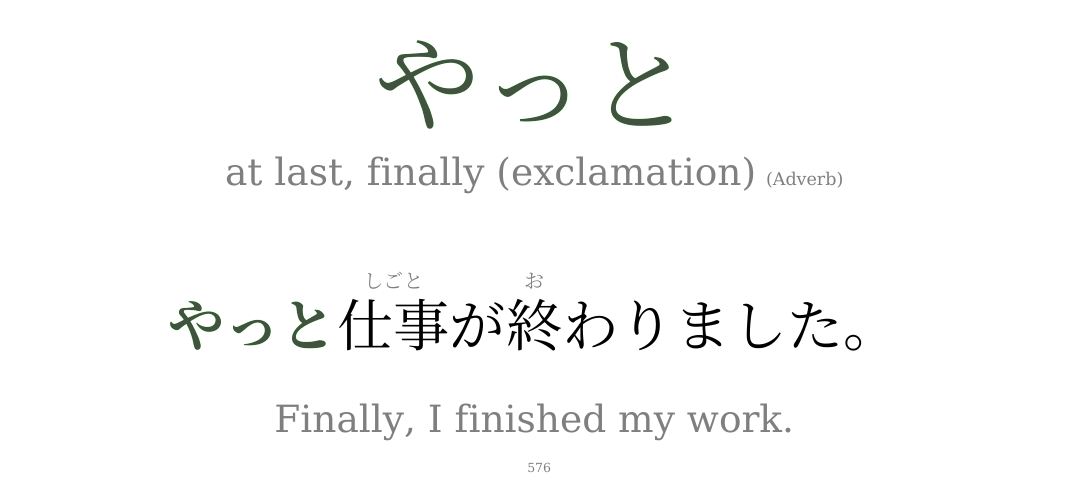 やっと
at last, finally (exclamation) (Adverb)
しごと お
やっと仕事が終わりました。
Finally, I finished my work.
576